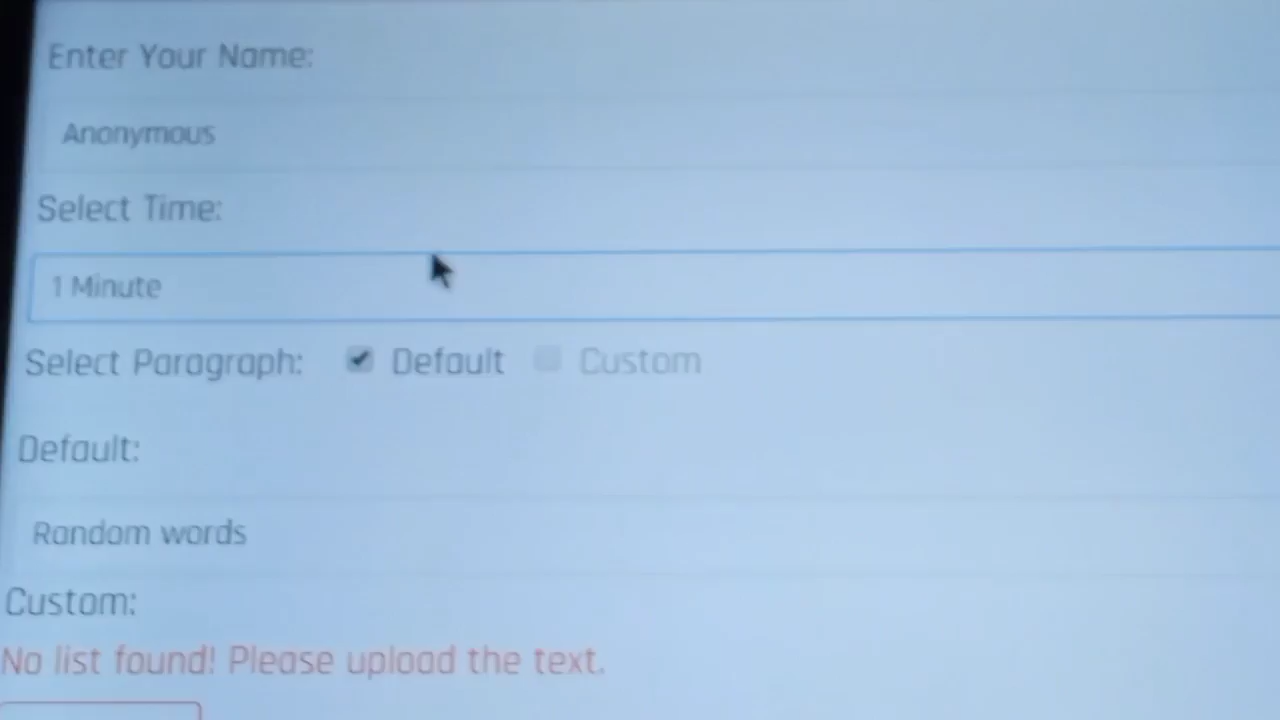 Enter Your Name:
Anonymous
Select Time:
1 Minute
Select Paragraph: Default Custom
Default:
Random words
Custom:
No list found! Please upload the text.